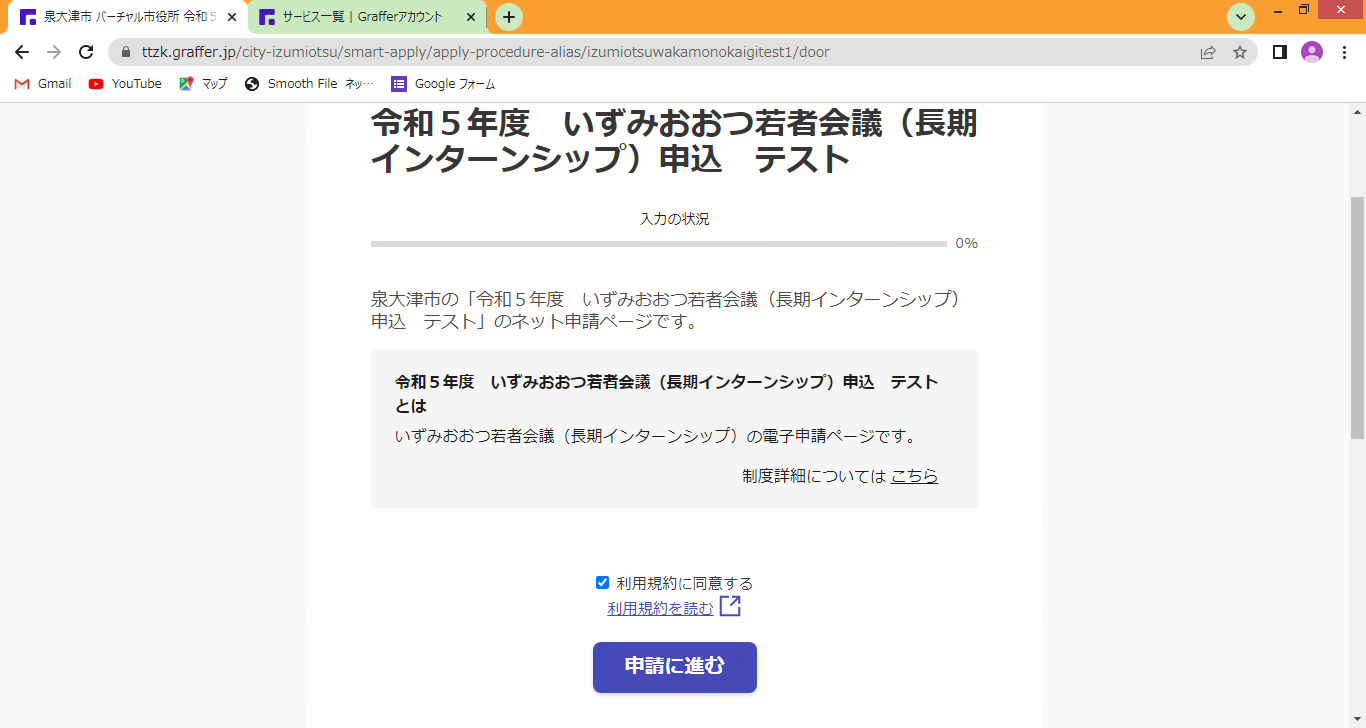 泉大津市 バーチャル市役所 令和５
サービス一覧 | Grafferアカウント
ttzk.graffer.jp/city-izumiotsu/smart-apply/apply-procedure-alias/izumiotsuwakamonokaigitest1/door
Gmail YouTube マップ Smooth File ネッ… Google フォーム
令和５年度　いずみおおつ若者会議（長期
インターンシップ）申込　テスト
入力の状況
0%
泉大津市の「令和５年度　いずみおおつ若者会議（長期インターンシップ）
申込　テスト」のネット申請ページです。
令和５年度　いずみおおつ若者会議（長期インターンシップ）申込　テスト
とは
いずみおおつ若者会議（長期インターンシップ）の電子申請ページです。
制度詳細については こちら
利用規約に同意する
利用規約を読む
申請に進む